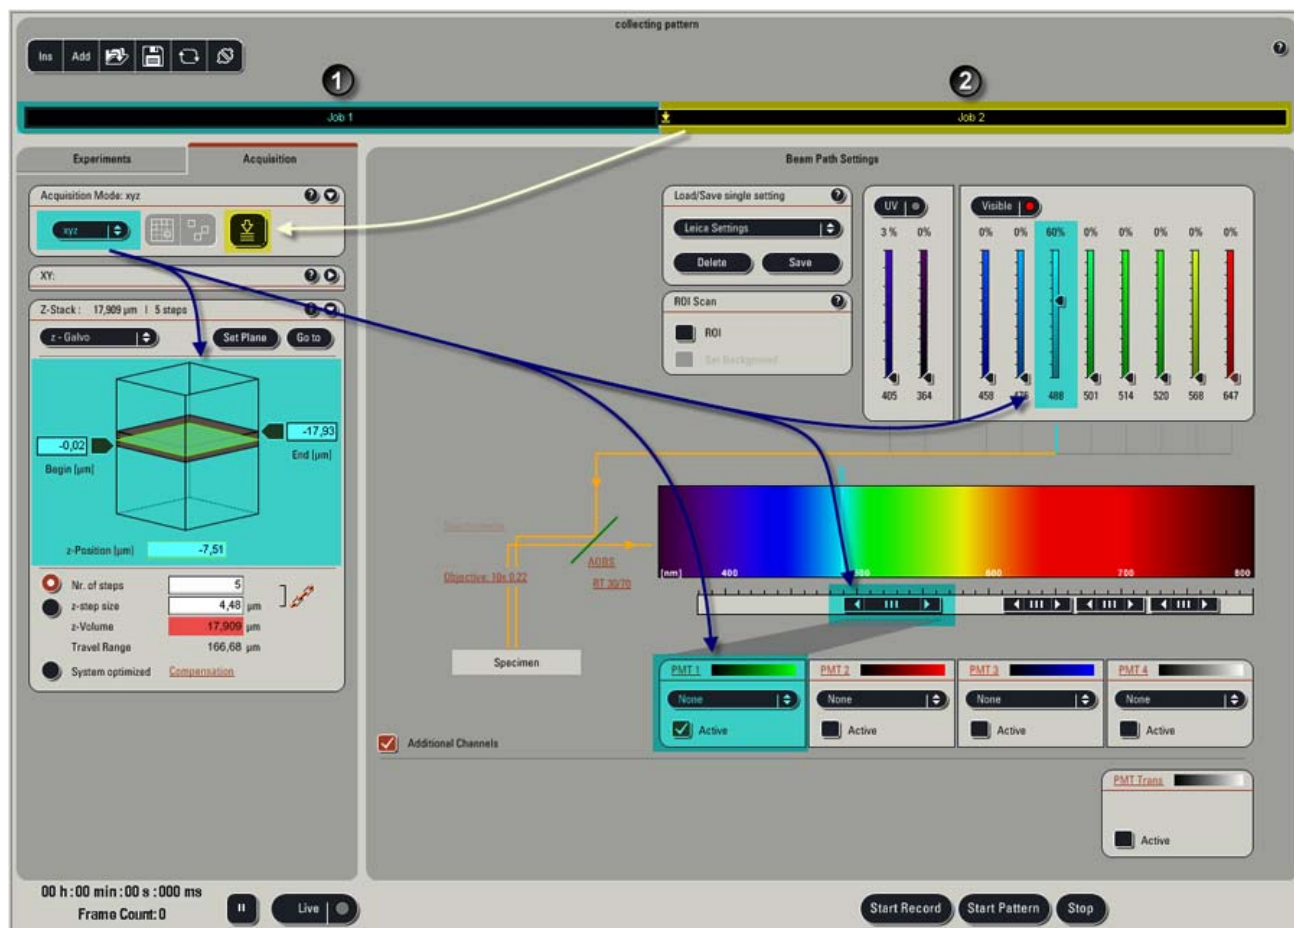 collecting pattern
Ins Add
1 2
Job 1 Job 2
Experiments Acquisition
Acquisition Mode: xyz
xyz
XY:
Z-Stack : 17,909 µm | 5 steps
z - Galvo Set Plane Go to
-0,02
Begin [µm]
-17,93
End [µm]
z-Position [µm] -7,51
Nr. of steps 5
z-step size 4,48 µm
z-Volume 17,909 µm
Travel Range 166,68 µm
System optimized Compensation
Beam Path Settings
Load/Save single setting
Leica Settings
Delete Save
ROI Scan
ROI
Set Background
UV Visible
3 % 0% 0% 0% 60% 0% 0% 0% 0% 0%
405 364 458 476 488 501 514 520 568 647
Objective: 10x 0.22
AOBS
RT 30/70
Specimen
[nm] 400 500 600 700 800
PMT 1 PMT 2 PMT 3 PMT 4
None None None None
Active Active Active Active
Additional Channels
PMT Trans
Active
00 h:00 min:00 s:000 ms
Frame Count:0
Live
Start Record Start Pattern Stop